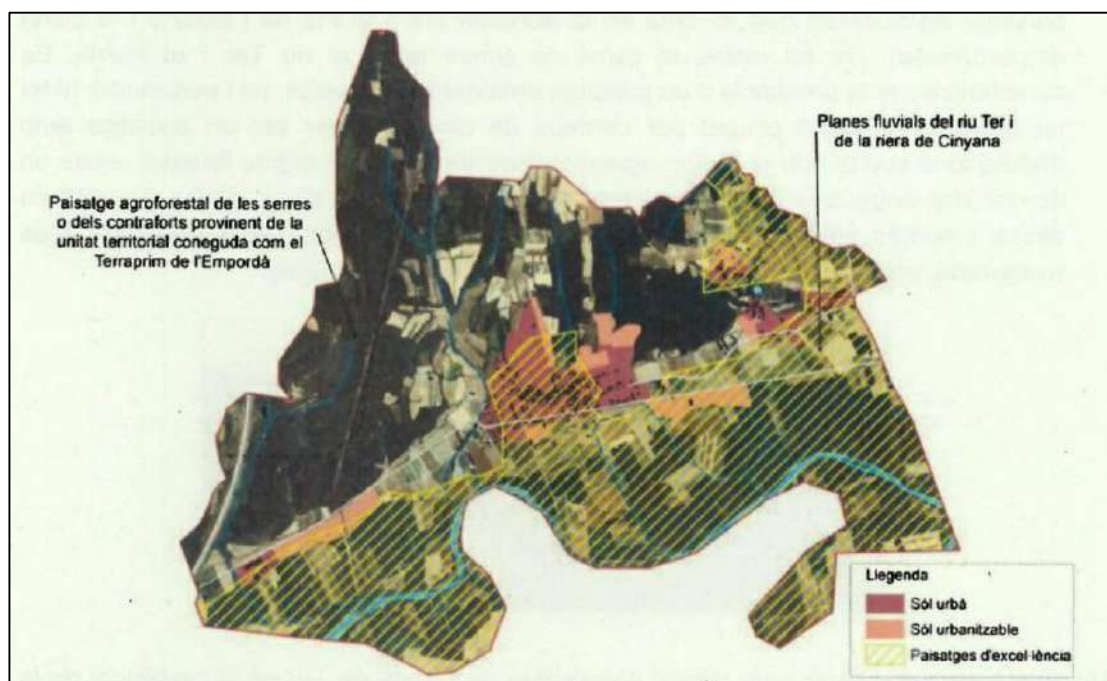 Planes fluvials del riu Ter i
de la riera de Cinyana
Paisatge agroforestal de les serres
o dels contraforts provinent de la
unitat territorial coneguda com el
Terraprim de l'Empordà
Llegenda
Sòl urbà
Sòl urbanitzable
Paisatges d'excel·lència